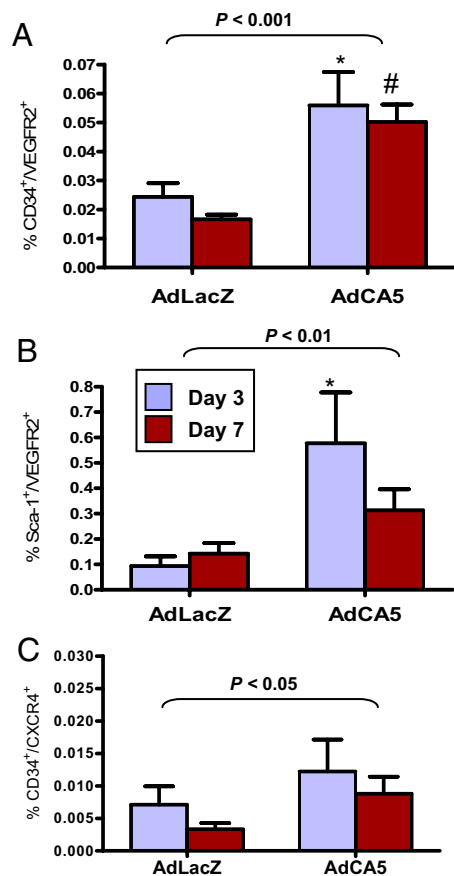 A
P < 0.001
% CD34⁺/VEGFR2⁺
0.07
0.06
0.05
0.04
0.03
0.02
0.01
0.00
*
#
AdLacZ
AdCA5
B
P < 0.01
% Sca-1⁺/VEGFR2⁺
0.8
0.7
0.6
0.5
0.4
0.3
0.2
0.1
0.0
Day 3
Day 7
*
AdLacZ
AdCA5
C
P < 0.05
% CD34⁺/CXCR4⁺
0.030
0.025
0.020
0.015
0.010
0.005
0.000
AdLacZ
AdCA5